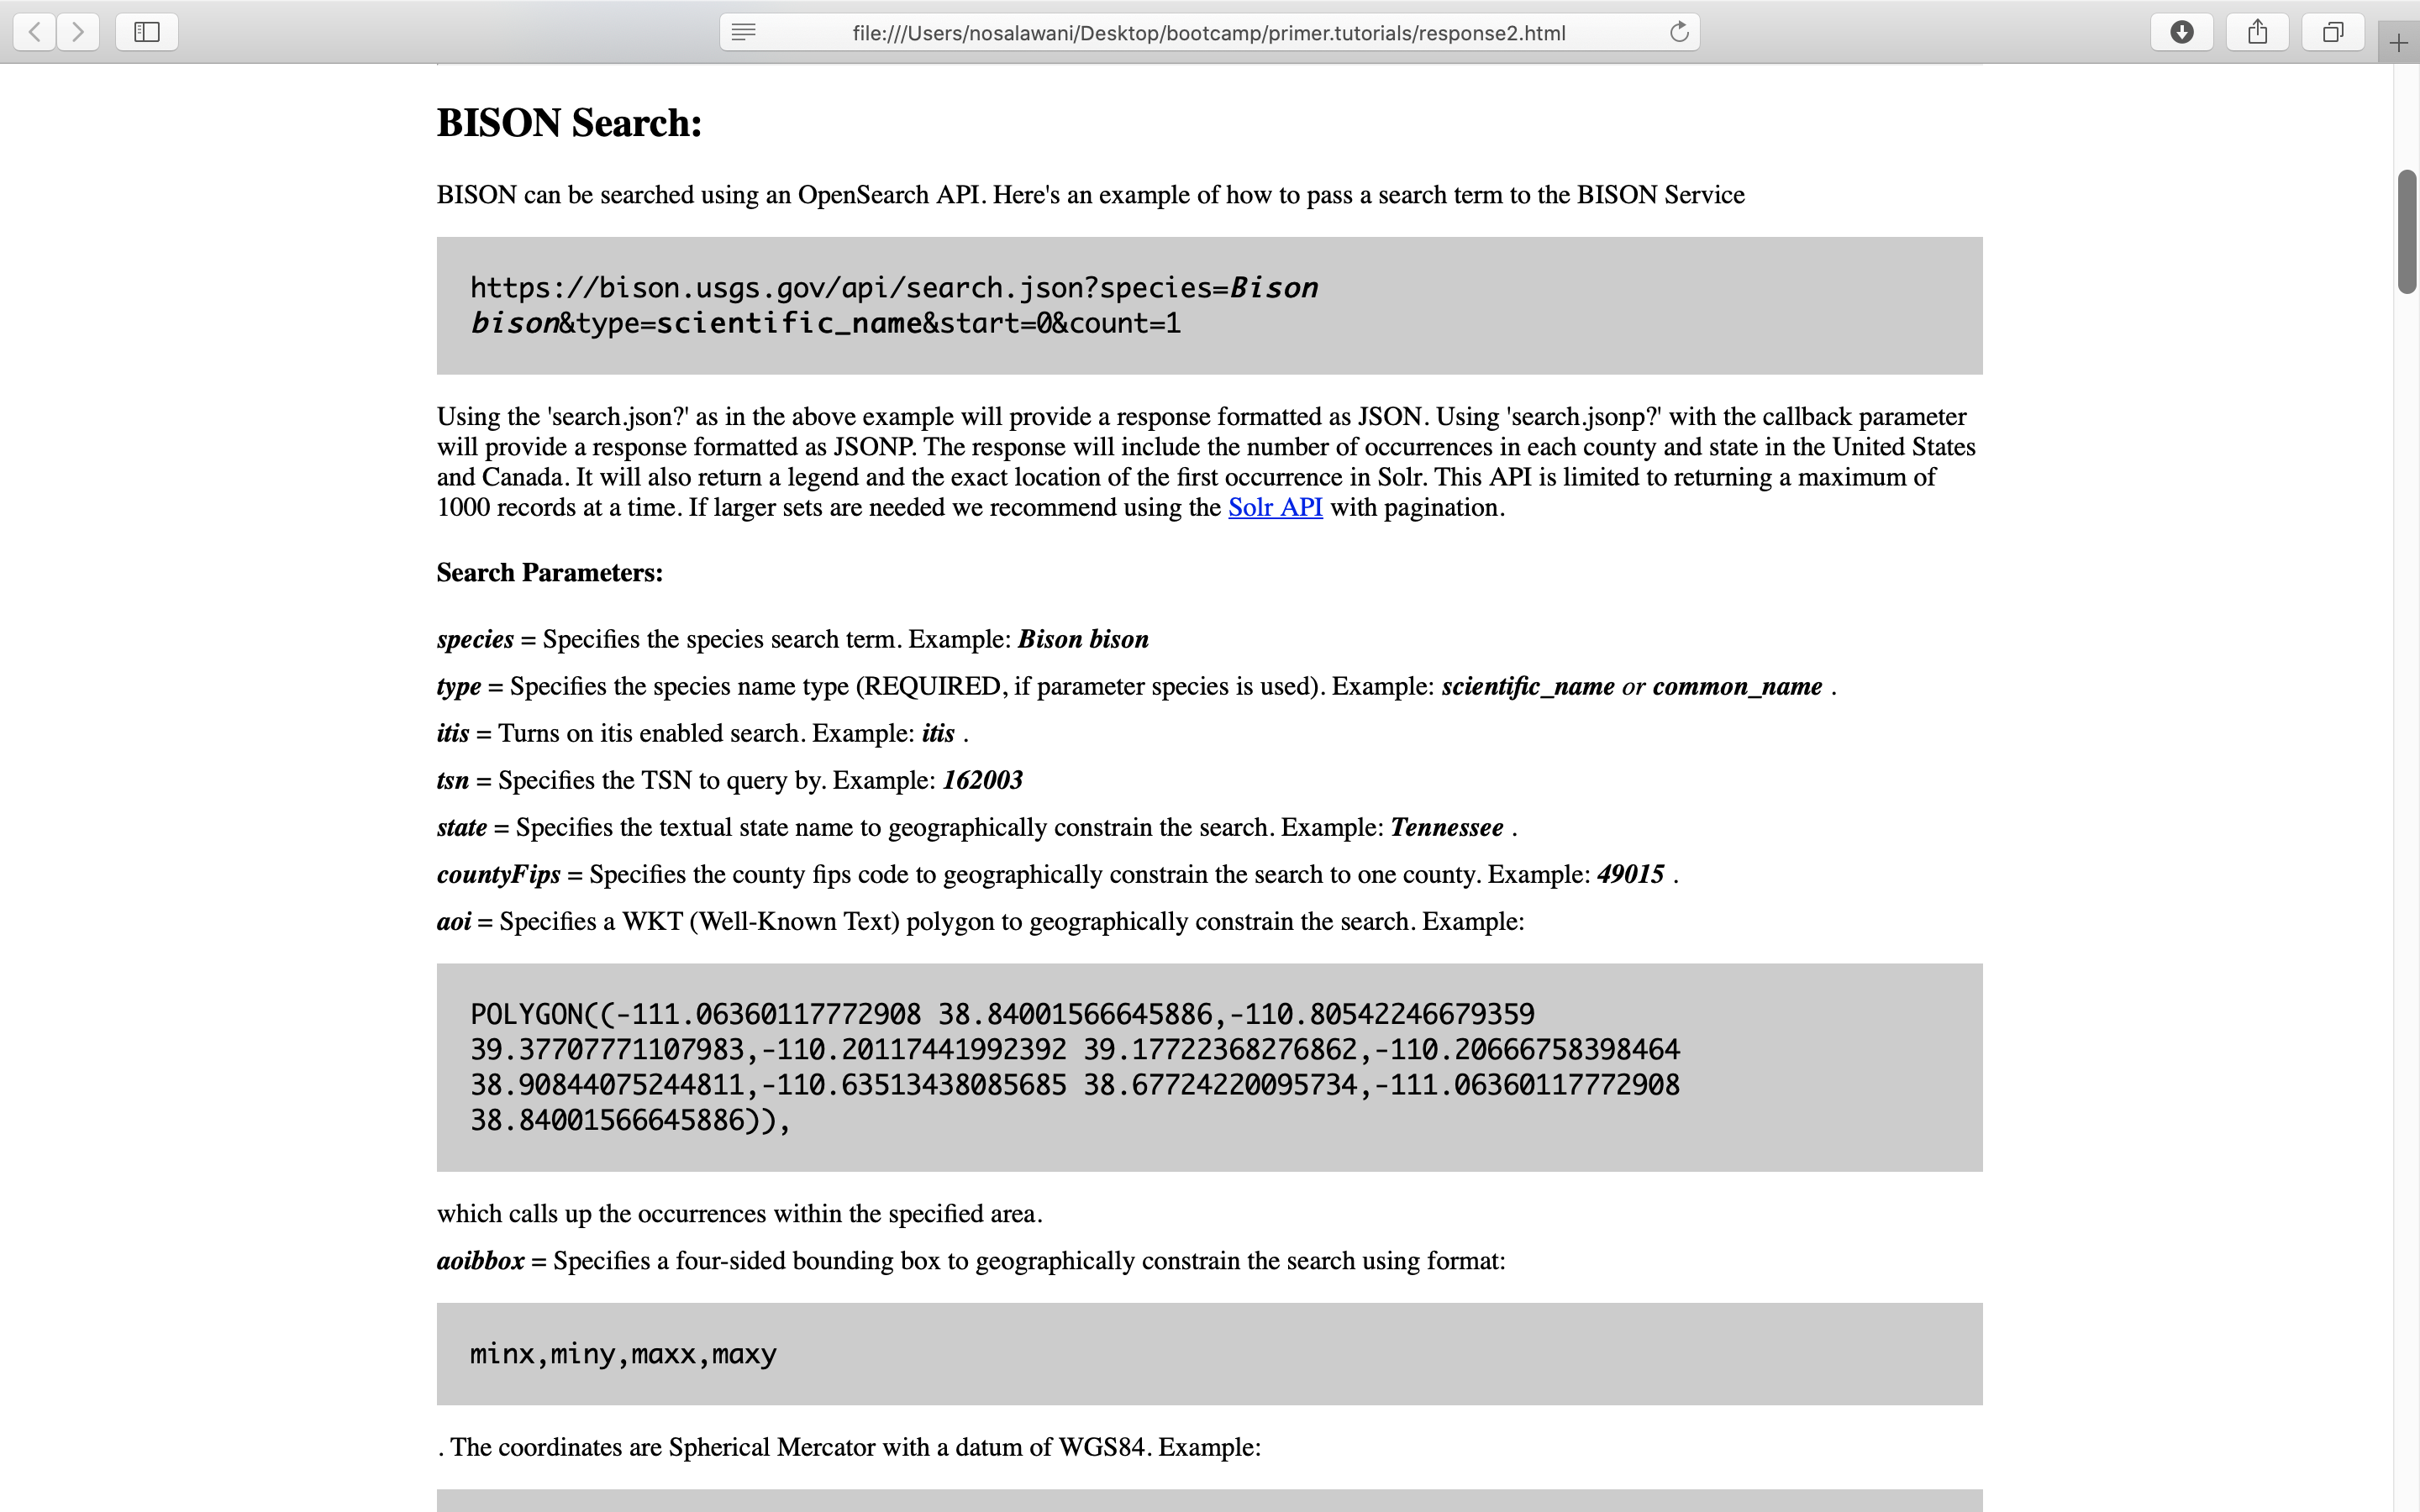 file:///Users/nosalawani/Desktop/bootcamp/primer.tutorials/response2.html
BISON Search:
BISON can be searched using an OpenSearch API. Here's an example of how to pass a search term to the BISON Service
https://bison.usgs.gov/api/search.json?species=Bison
bison&type=scientific_name&start=0&count=1
Using the 'search.json?' as in the above example will provide a response formatted as JSON. Using 'search.jsonp?' with the callback parameter
will provide a response formatted as JSONP. The response will include the number of occurrences in each county and state in the United States
and Canada. It will also return a legend and the exact location of the first occurrence in Solr. This API is limited to returning a maximum of
1000 records at a time. If larger sets are needed we recommend using the Solr API with pagination.
Search Parameters:
species = Specifies the species search term. Example: Bison bison
type = Specifies the species name type (REQUIRED, if parameter species is used). Example: scientific_name or common_name .
itis = Turns on itis enabled search. Example: itis .
tsn = Specifies the TSN to query by. Example: 162003
state = Specifies the textual state name to geographically constrain the search. Example: Tennessee .
countyFips = Specifies the county fips code to geographically constrain the search to one county. Example: 49015 .
aoi = Specifies a WKT (Well-Known Text) polygon to geographically constrain the search. Example:
POLYGON((-111.06360117772908 38.84001566645886,-110.80542246679359
39.37707771107983,-110.20117441992392 39.17722368276862,-110.20666758398464
38.90844075244811,-110.63513438085685 38.67724220095734,-111.06360117772908
38.84001566645886)),
which calls up the occurrences within the specified area.
aoibbox = Specifies a four-sided bounding box to geographically constrain the search using format:
minx,miny,maxx,maxy
. The coordinates are Spherical Mercator with a datum of WGS84. Example: